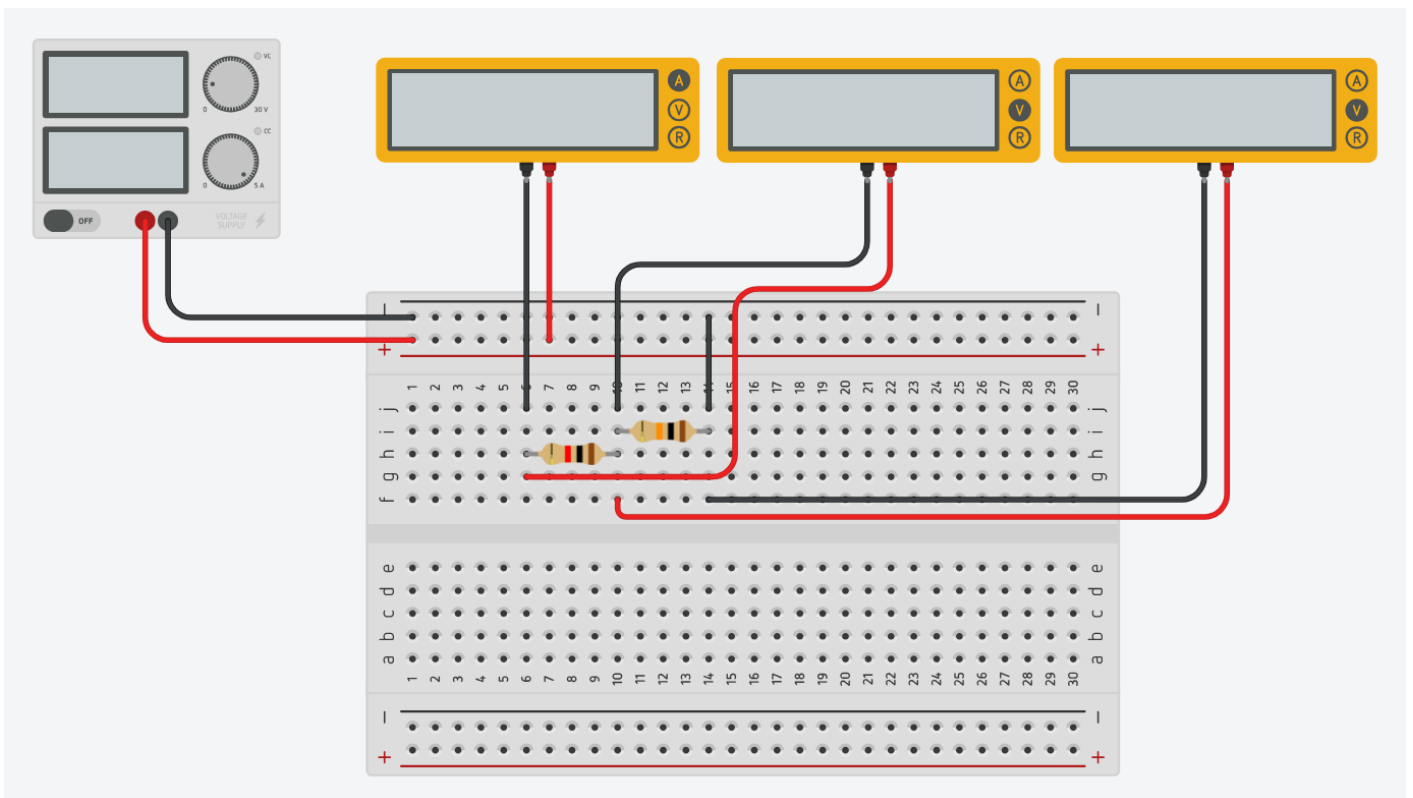 VC
0 30 V
CC
0 5 A
OFF
VOLTAGE
SUPPLY
A
V
R
A
V
R
A
V
R
− −
+ +
1 2 3 4 5 6 7 8 9 10 11 12 13 14 15 16 17 18 19 20 21 22 23 24 25 26 27 28 29 30
j j
i i
h h
g g
f f
e e
d d
c c
b b
a a
1 2 3 4 5 6 7 8 9 10 11 12 13 14 15 16 17 18 19 20 21 22 23 24 25 26 27 28 29 30
− −
+ +